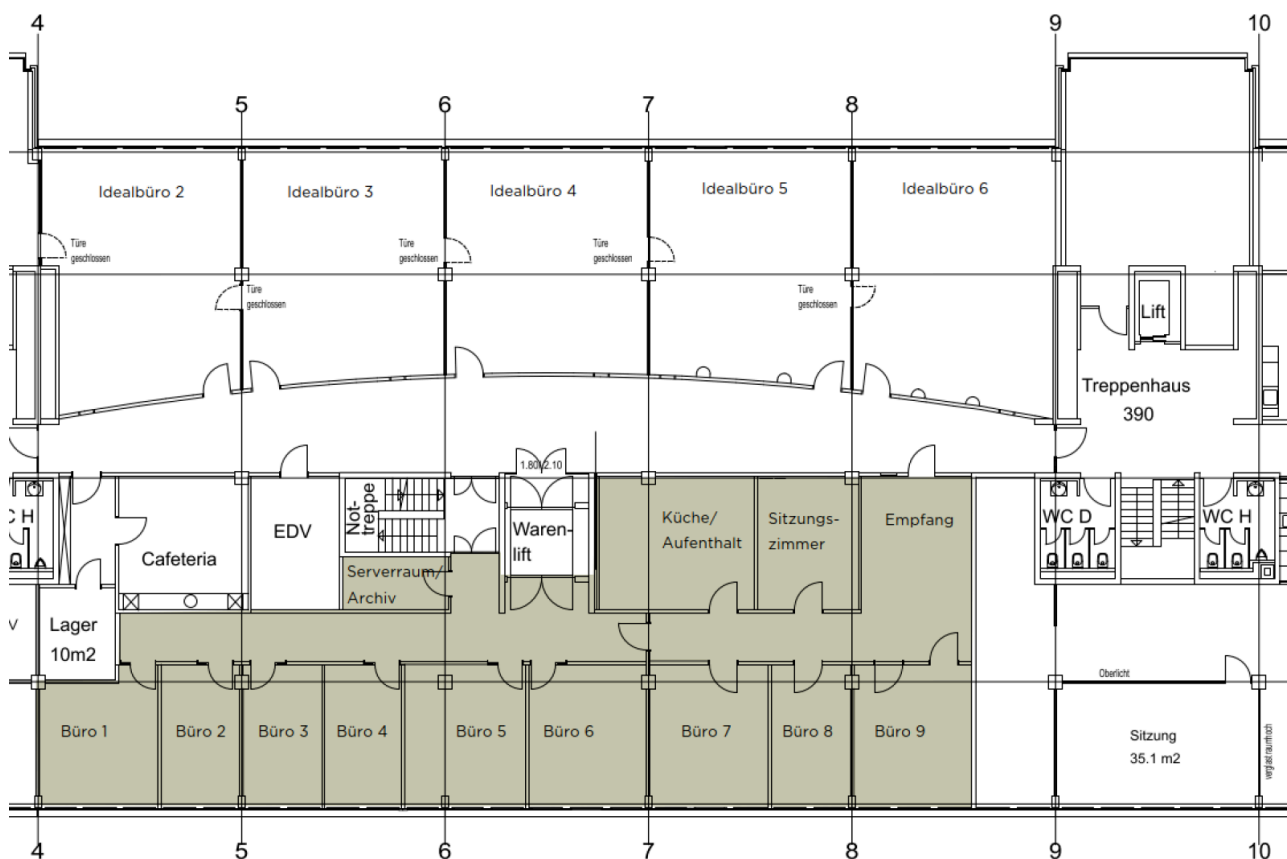 4
9
10
5
6
7
8
Idealbüro 2
Idealbüro 3
Idealbüro 4
Idealbüro 5
Idealbüro 6
Türe
geschlossen
Türe
geschlossen
Türe
geschlossen
Türe
geschlossen
Türe
geschlossen
Lift
Treppenhaus
390
1.80/2.10
C H
Cafeteria
EDV
Not-
treppe
Waren-
lift
Küche/
Aufenthalt
Sitzungs-
zimmer
Empfang
WC D
WC H
Serverraum/
Archiv
V
Lager
10m2
Oberlicht
Büro 1
Büro 2
Büro 3
Büro 4
Büro 5
Büro 6
Büro 7
Büro 8
Büro 9
Sitzung
35.1 m2
verglast raumhoch
4
5
6
7
8
9
10